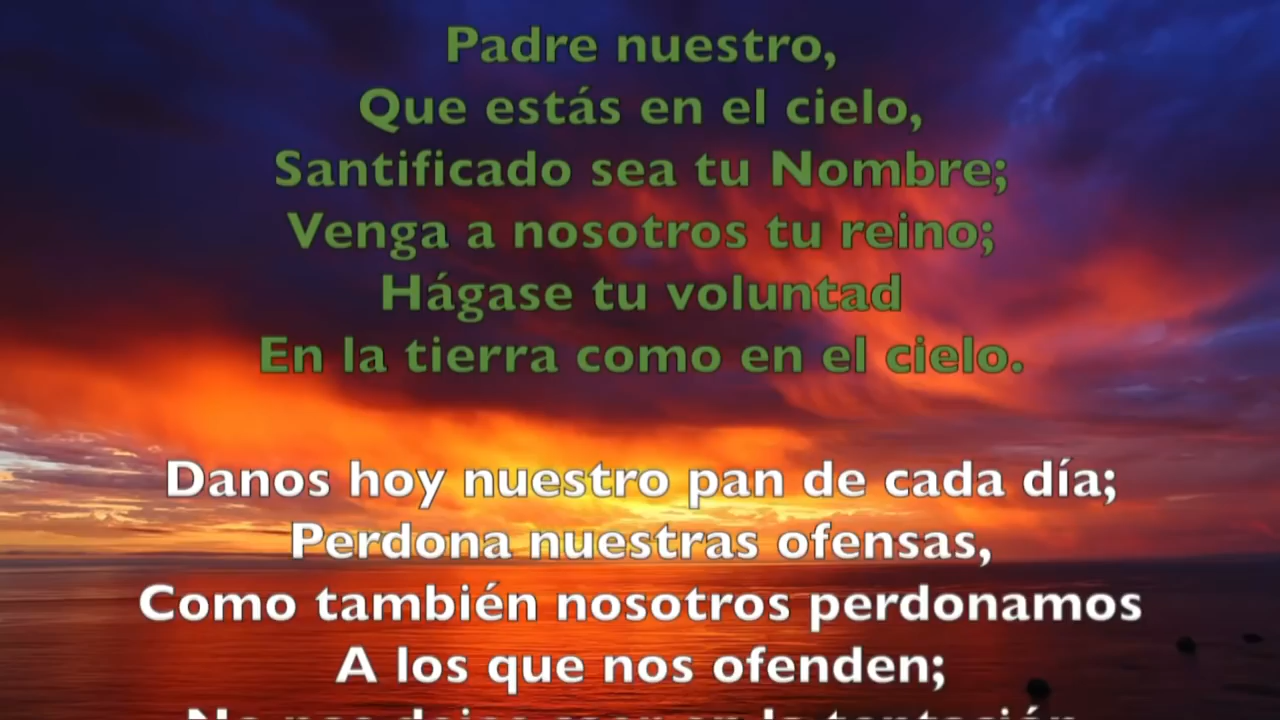 Padre nuestro,
Que estás en el cielo,
Santificado sea tu Nombre;
Venga a nosotros tu reino;
Hágase tu voluntad
En la tierra como en el cielo.
Danos hoy nuestro pan de cada día;
Perdona nuestras ofensas,
Como también nosotros perdonamos
A los que nos ofenden;